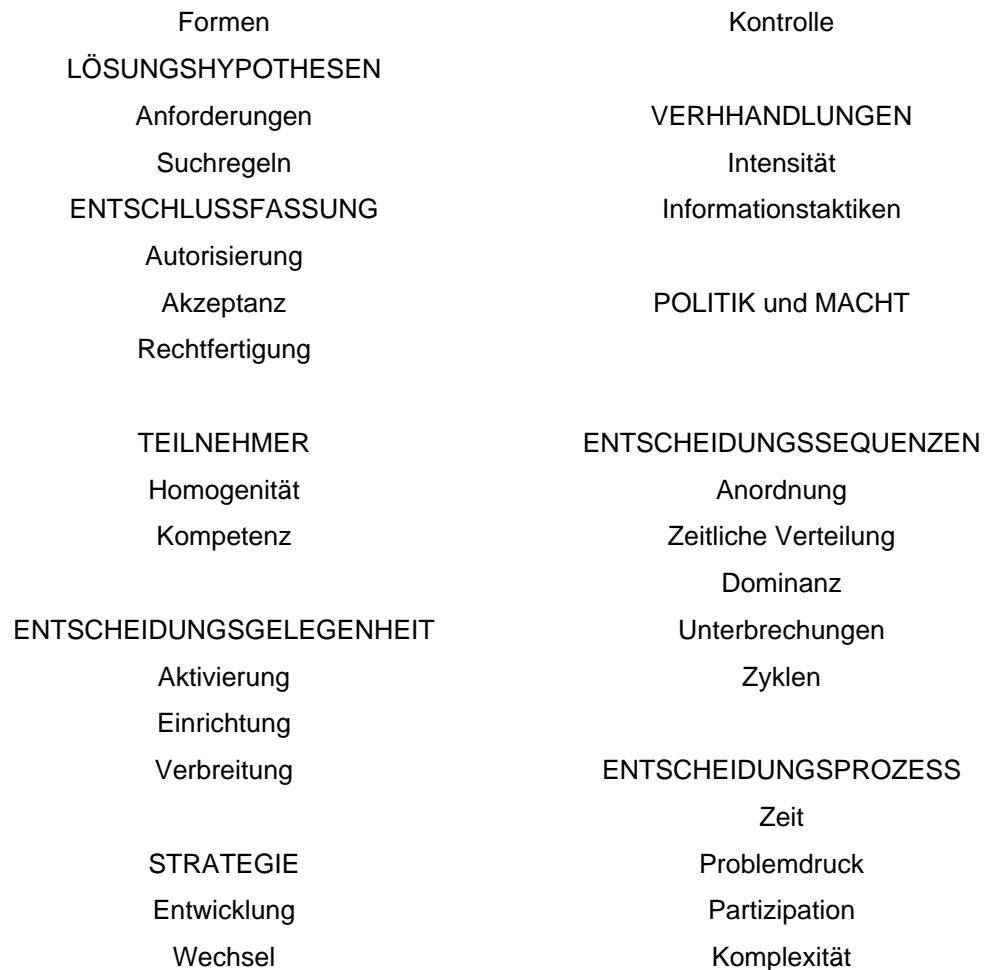 Formen
LÖSUNGSHYPOTHESEN
Anforderungen
Suchregeln
ENTSCHLUSSFASSUNG
Autorisierung
Akzeptanz
Rechtfertigung
TEILNEHMER
Homogenität
Kompetenz
ENTSCHEIDUNGSGELEGENHEIT
Aktivierung
Einrichtung
Verbreitung
STRATEGIE
Entwicklung
Wechsel
Kontrolle
VERHHANDLUNGEN
Intensität
Informationstaktiken
POLITIK und MACHT
ENTSCHEIDUNGSSEQUENZEN
Anordnung
Zeitliche Verteilung
Dominanz
Unterbrechungen
Zyklen
ENTSCHEIDUNGSPROZESS
Zeit
Problemdruck
Partizipation
Komplexität